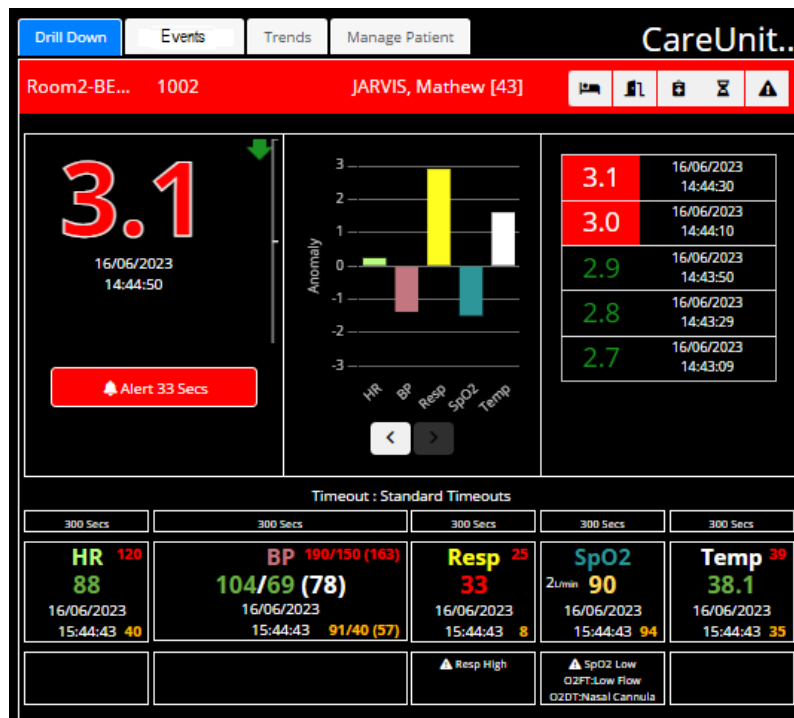 Drill Down Events Trends Manage Patient CareUnit..
Room2-BE... 1002 JARVIS, Mathew [43]
3.1
16/06/2023
14:44:50
Alert 33 Secs
Anomaly
3
2
1
0
-1
-2
-3
HR BP Resp SpO2 Temp
3.1 16/06/2023
14:44:30
3.0 16/06/2023
14:44:10
2.9 16/06/2023
14:43:50
2.8 16/06/2023
14:43:29
2.7 16/06/2023
14:43:09
Timeout : Standard Timeouts
300 Secs 300 Secs 300 Secs 300 Secs 300 Secs
HR 120 BP 190/150 (163) Resp 25 SpO2 Temp 39
88 104/69 (78) 33 2L/min 90 38.1
16/06/2023 16/06/2023 16/06/2023 16/06/2023 16/06/2023
15:44:43 40 15:44:43 91/40 (57) 15:44:43 8 15:44:43 94 15:44:43 35
Resp High SpO2 Low
O2FT:Low Flow
O2DT:Nasal Cannula